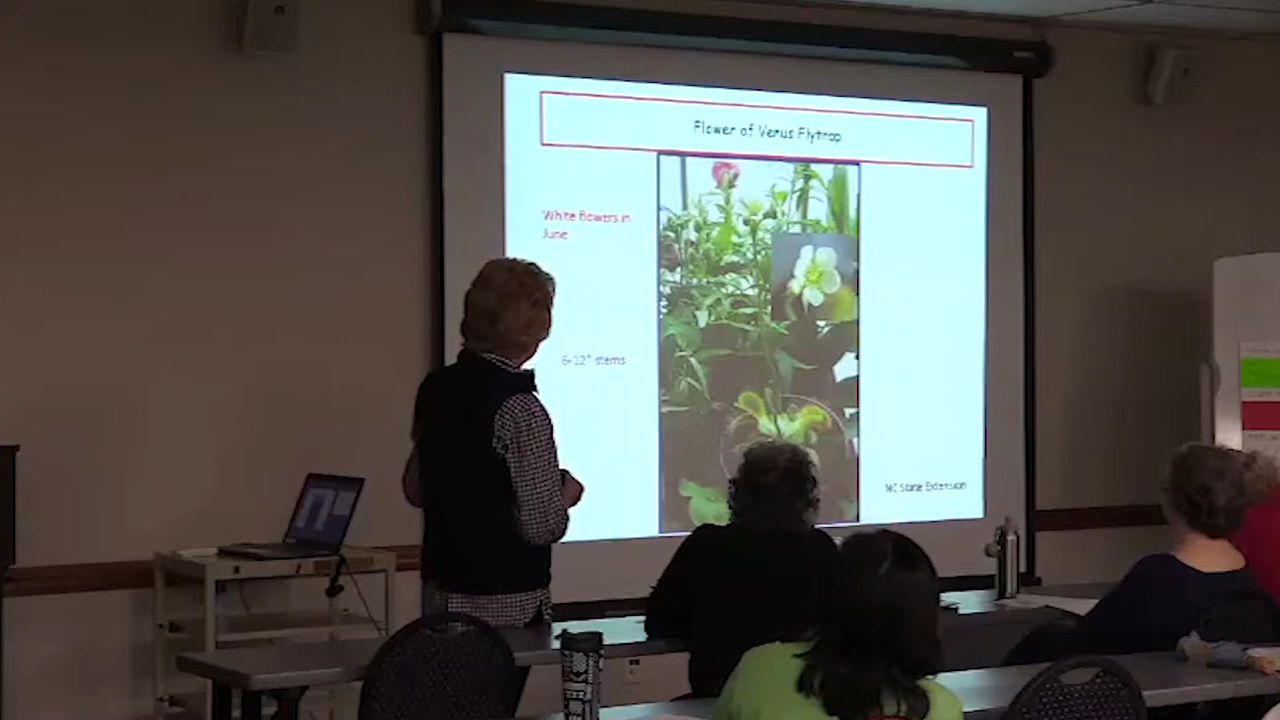 Flower of Venus Flytrap
White flowers in
June
6-12" stems
NC State Extension